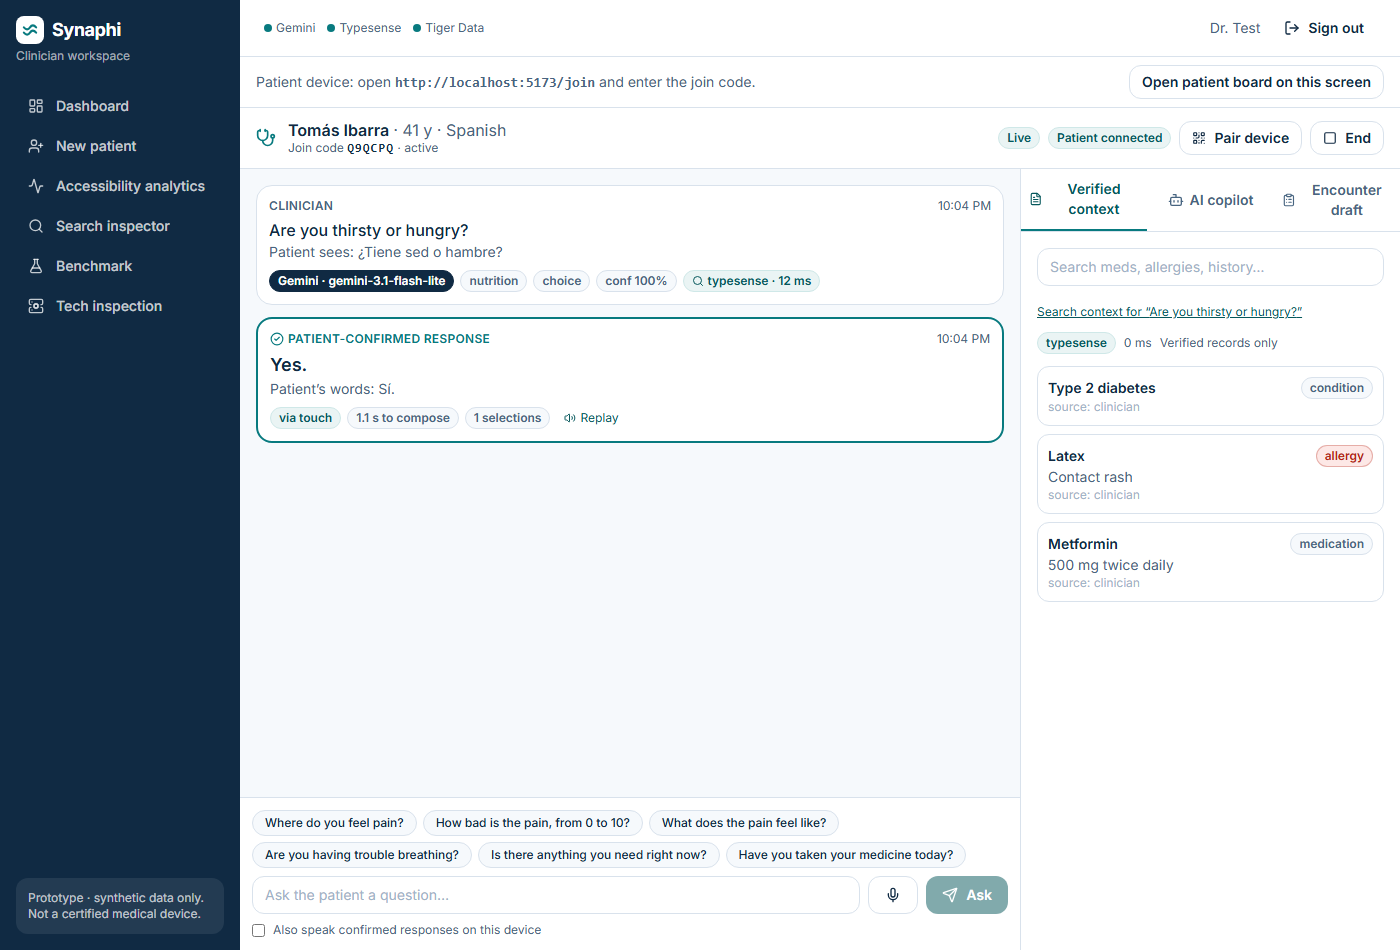 Synaphi
Clinician workspace
Dashboard
New patient
Accessibility analytics
Search inspector
Benchmark
Tech inspection
Prototype · synthetic data only.
Not a certified medical device.
Gemini Typesense Tiger Data
Dr. Test Sign out
Patient device: open http://localhost:5173/join and enter the join code.
Open patient board on this screen
Tomás Ibarra · 41 y · Spanish
Join code Q9QCPQ · active
Live Patient connected Pair device End
CLINICIAN 10:04 PM
Are you thirsty or hungry?
Patient sees: ¿Tiene sed o hambre?
Gemini · gemini-3.1-flash-lite nutrition choice conf 100% typesense · 12 ms
PATIENT-CONFIRMED RESPONSE 10:04 PM
Yes.
Patient’s words: Sí.
via touch 1.1 s to compose 1 selections Replay
Where do you feel pain? How bad is the pain, from 0 to 10? What does the pain feel like?
Are you having trouble breathing? Is there anything you need right now? Have you taken your medicine today?
Ask the patient a question...
Ask
Also speak confirmed responses on this device
Verified context
AI copilot
Encounter draft
Search meds, allergies, history...
Search context for “Are you thirsty or hungry?”
typesense 0 ms Verified records only
Type 2 diabetes condition
source: clinician
Latex allergy
Contact rash
source: clinician
Metformin medication
500 mg twice daily
source: clinician